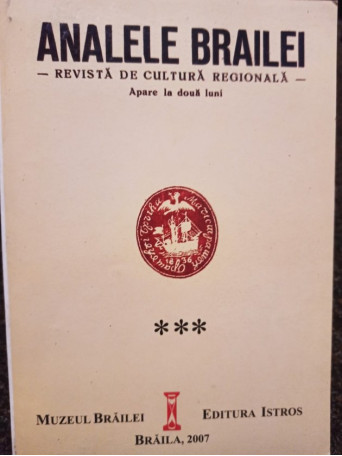 ANALELE BRAILEI
— REVISTĂ DE CULTURĂ REGIONALĂ —
Apare la două luni
1836
***
MUZEUL BRĂILEI
EDITURA ISTROS
BRĂILA, 2007